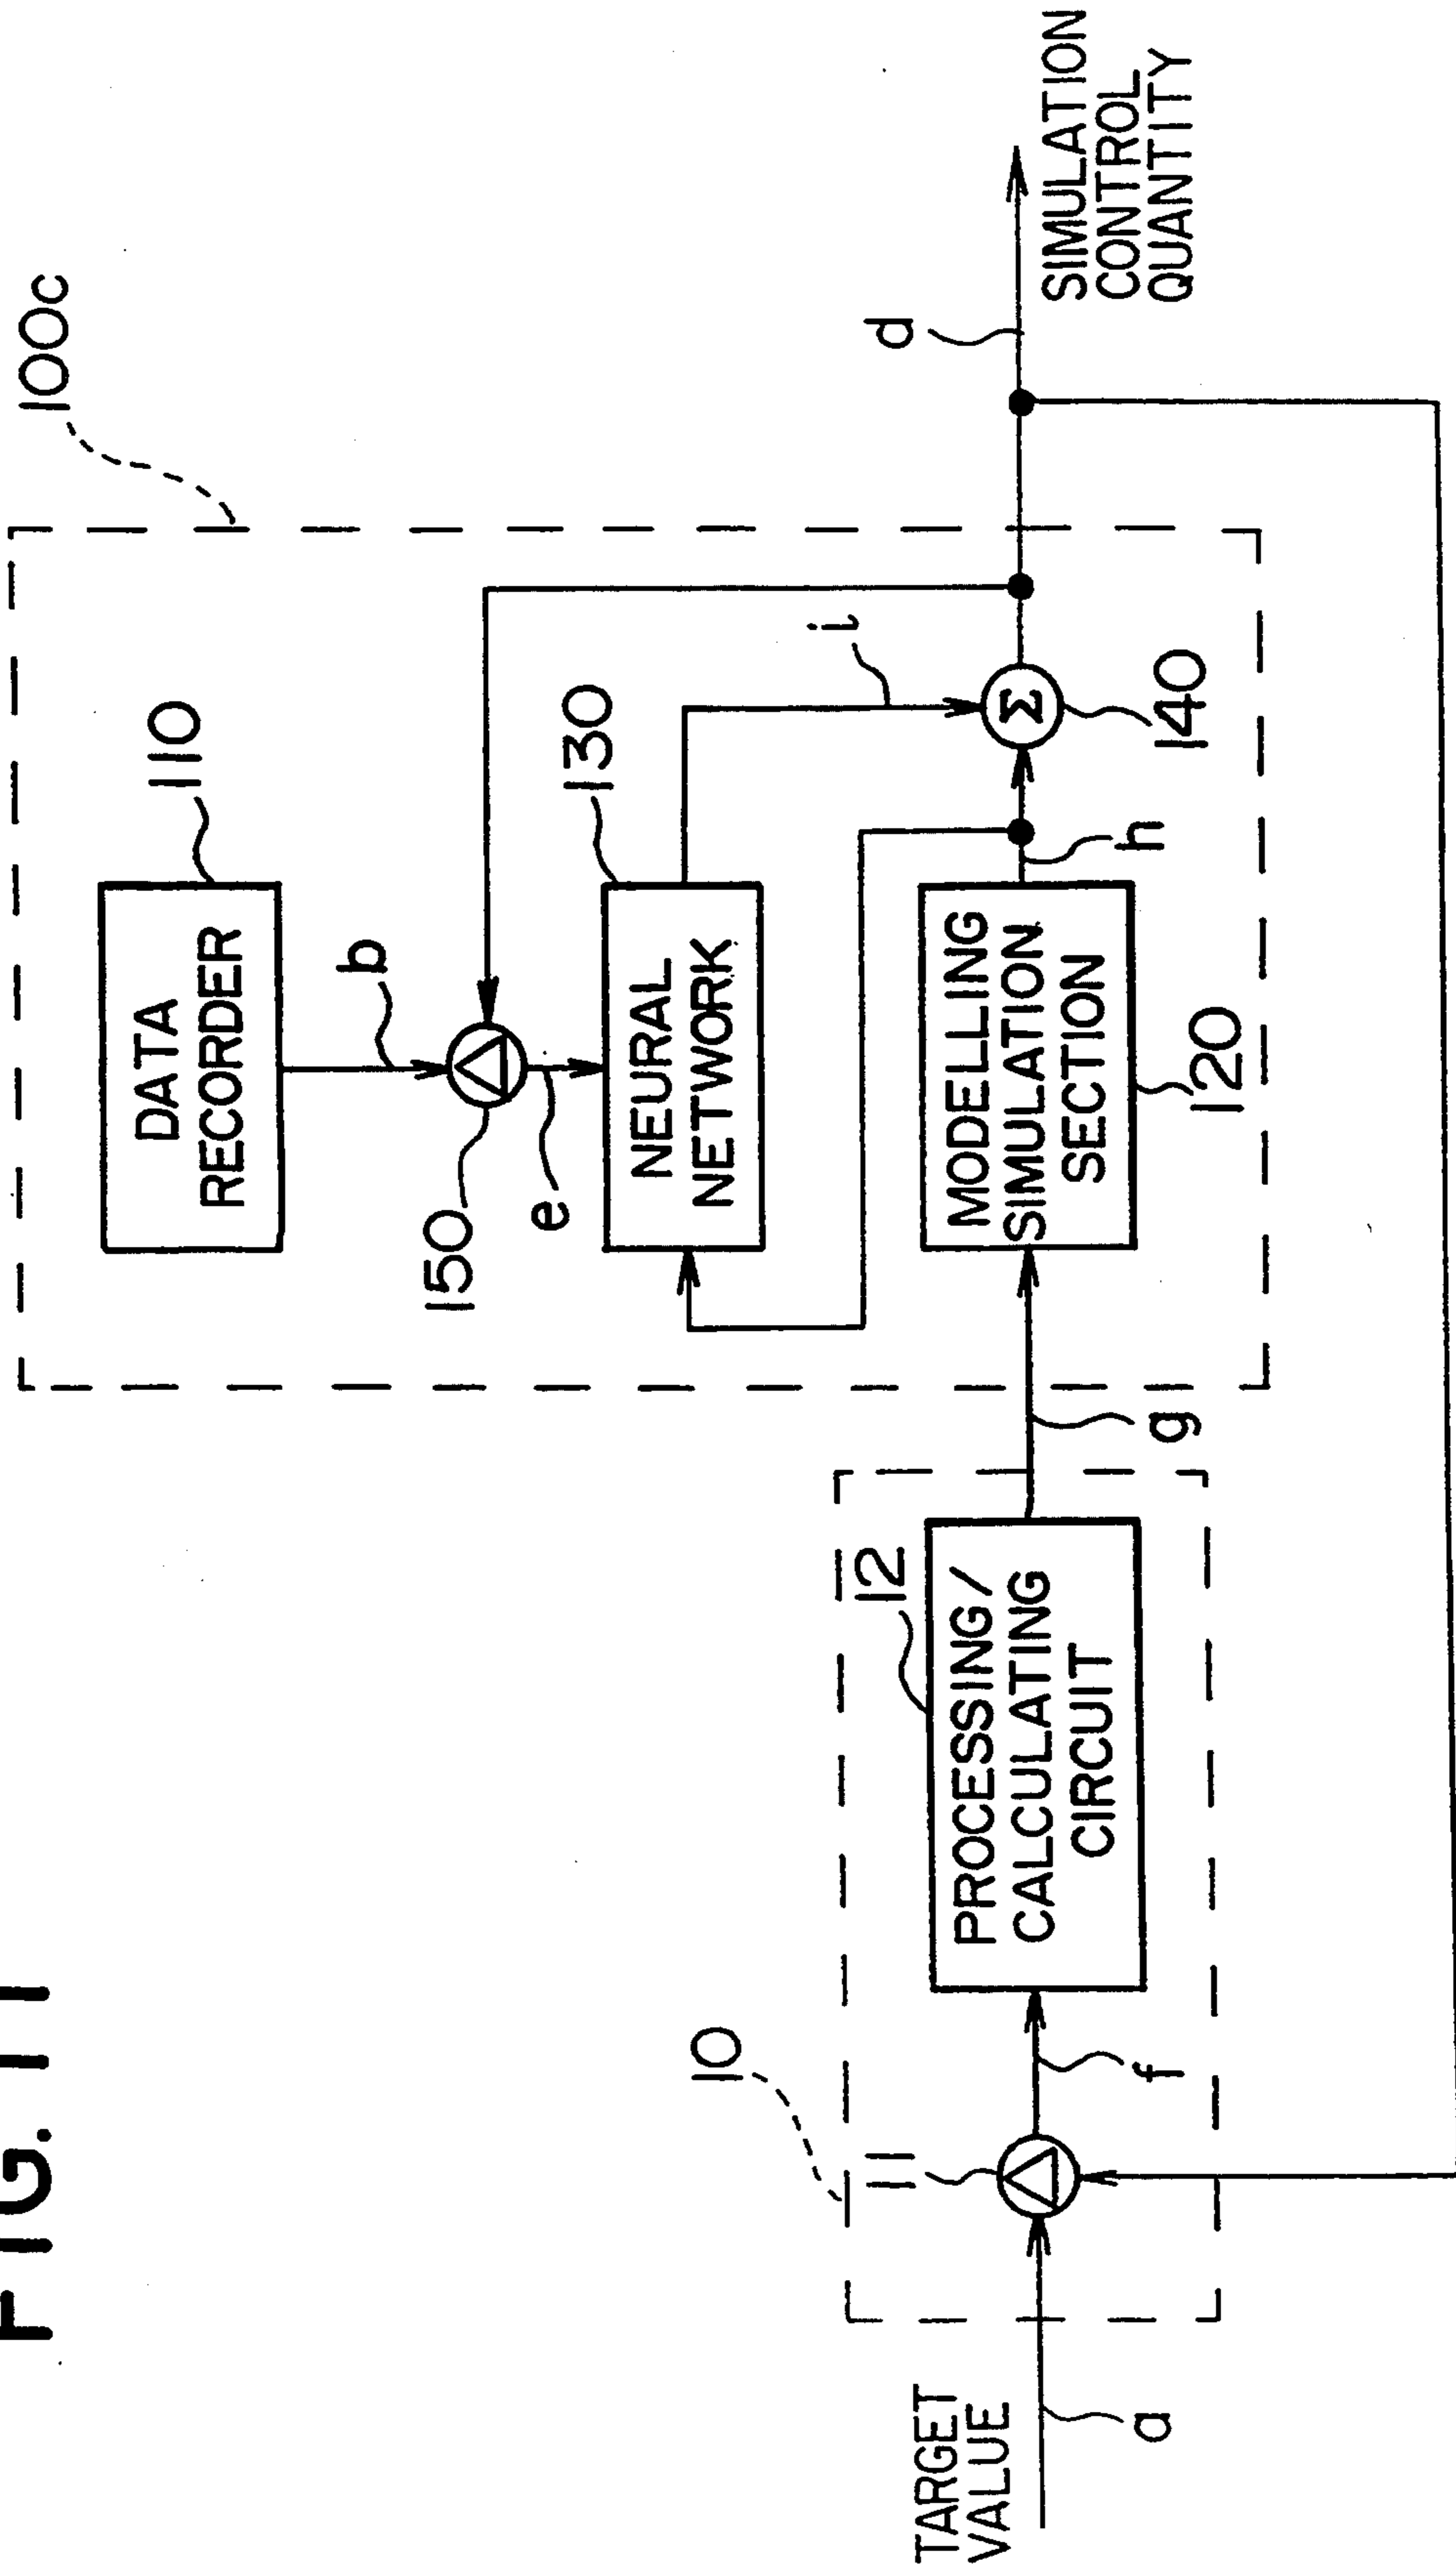 FIG. 11
100c
DATA
RECORDER
110
b
150
e
NEURAL
NETWORK
130
i
d
SIMULATION
CONTROL
QUANTITY
MODELLING
SIMULATION
SECTION
120
h
Σ
140
g
10
11
f
12
PROCESSING/
CALCULATING
CIRCUIT
TARGET
VALUE
a